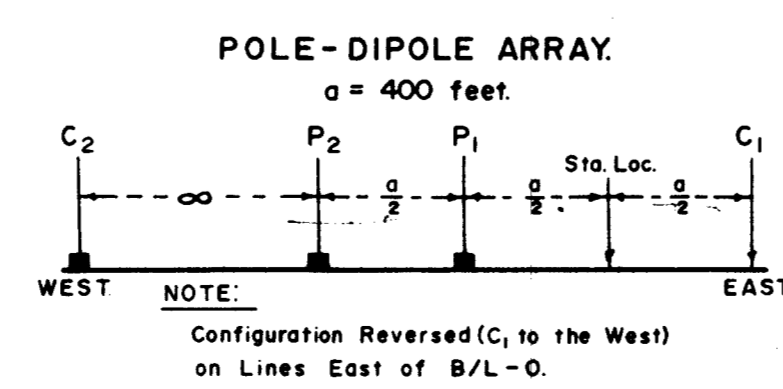 POLE-DIPOLE ARRAY.
a = 400 feet.
C2 P2 P1 Sta. Loc. C1
∞ a/2 a/2 a/2
WEST EAST
NOTE:
Configuration Reversed (C1 to the West)
on Lines East of B/L-0.